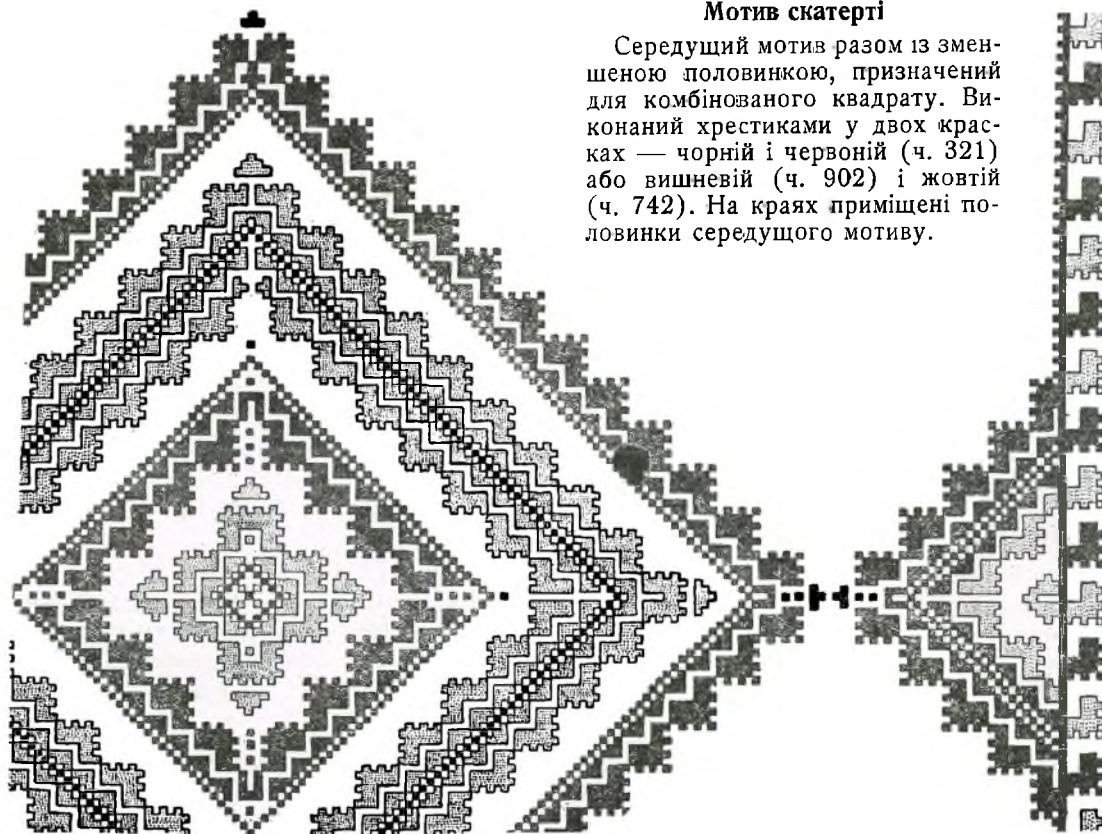 Мотив скатерті
Середущий мотив разом із змен-
шеною половинкою, призначений
для комбінованого квадрату. Ви-
конаний хрестиками у двох крас-
ках — чорній і червоній (ч. 321)
або вишневій (ч. 902) і жовтій
(ч. 742). На краях приміщені по-
ловинки середущого мотиву.